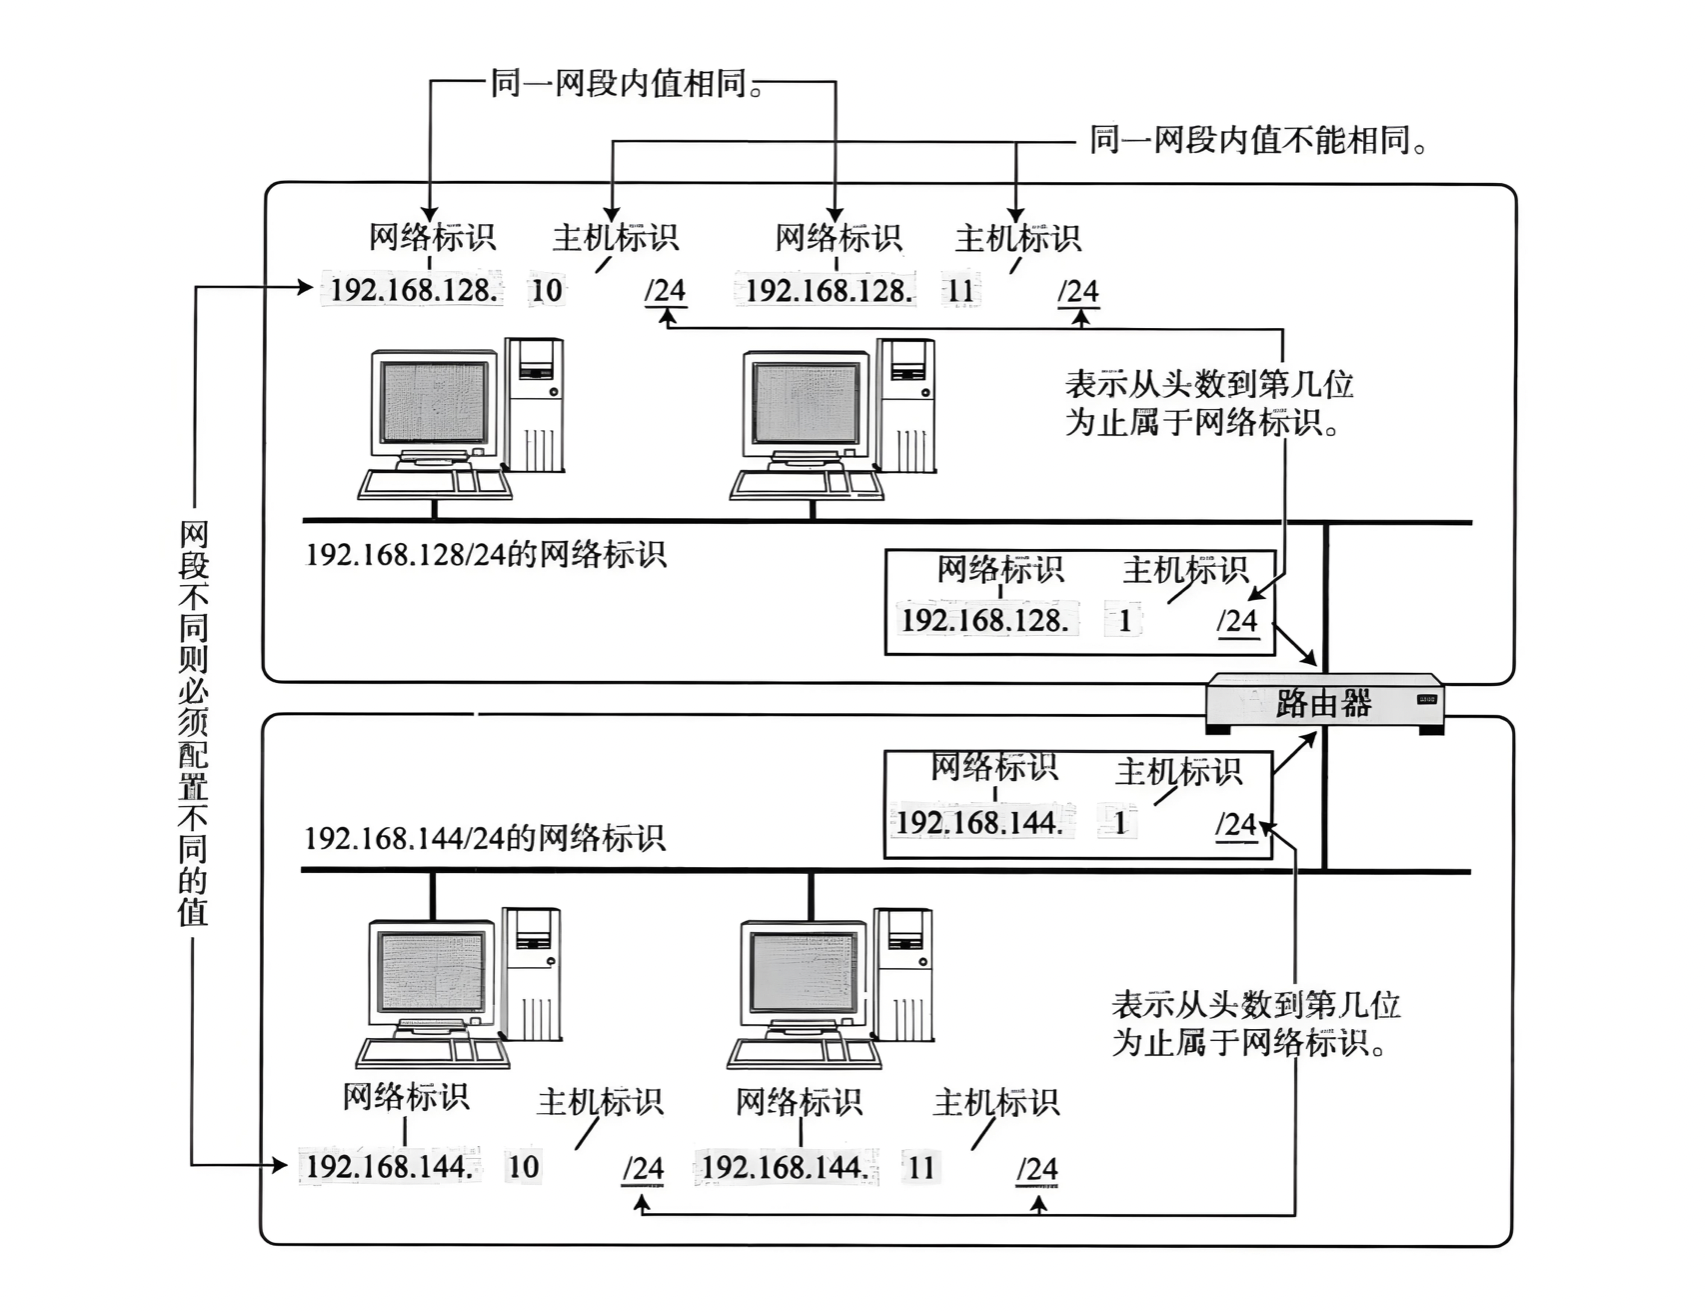 同一网段内值相同。
同一网段内值不能相同。
网络标识 主机标识 网络标识 主机标识
192.168.128. 10 /24 192.168.128. 11 /24
表示从头数到第几位
为止属于网络标识。
192.168.128/24的网络标识
网络标识 主机标识
192.168.128. 1 /24
网段不同则必须配置不同的值
路由器
网络标识 主机标识
192.168.144. 1 /24
192.168.144/24的网络标识
表示从头数到第几位
为止属于网络标识。
网络标识 主机标识 网络标识 主机标识
192.168.144. 10 /24 192.168.144. 11 /24